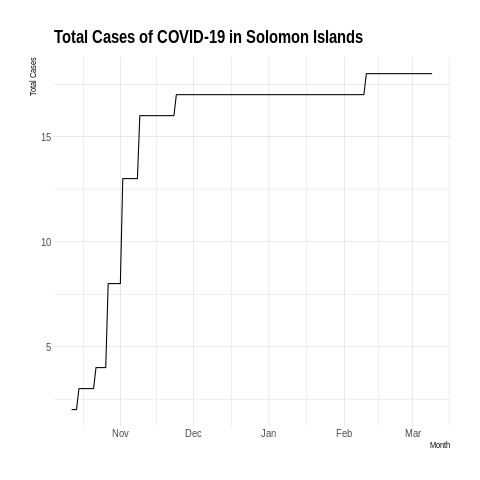 Total Cases of COVID-19 in Solomon Islands
Total Cases
15
10
5
Nov Dec Jan Feb Mar
Month